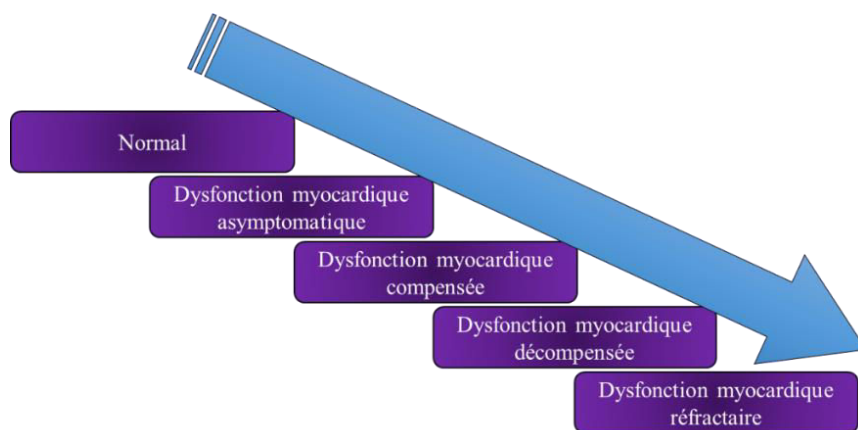 Normal
Dysfonction myocardique
asymptomatique
Dysfonction myocardique
compensée
Dysfonction myocardique
décompensée
Dysfonction myocardique
réfractaire